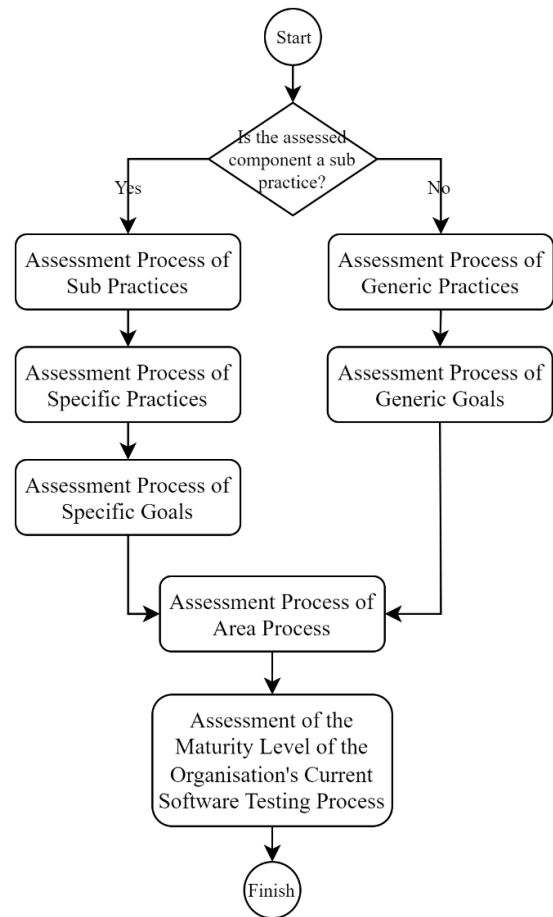 Start
Is the assessed
component a sub
practice?
Yes
No
Assessment Process of
Sub Practices
Assessment Process of
Generic Practices
Assessment Process of
Specific Practices
Assessment Process of
Generic Goals
Assessment Process of
Specific Goals
Assessment Process of
Area Process
Assessment of the
Maturity Level of the
Organisation's Current
Software Testing Process
Finish